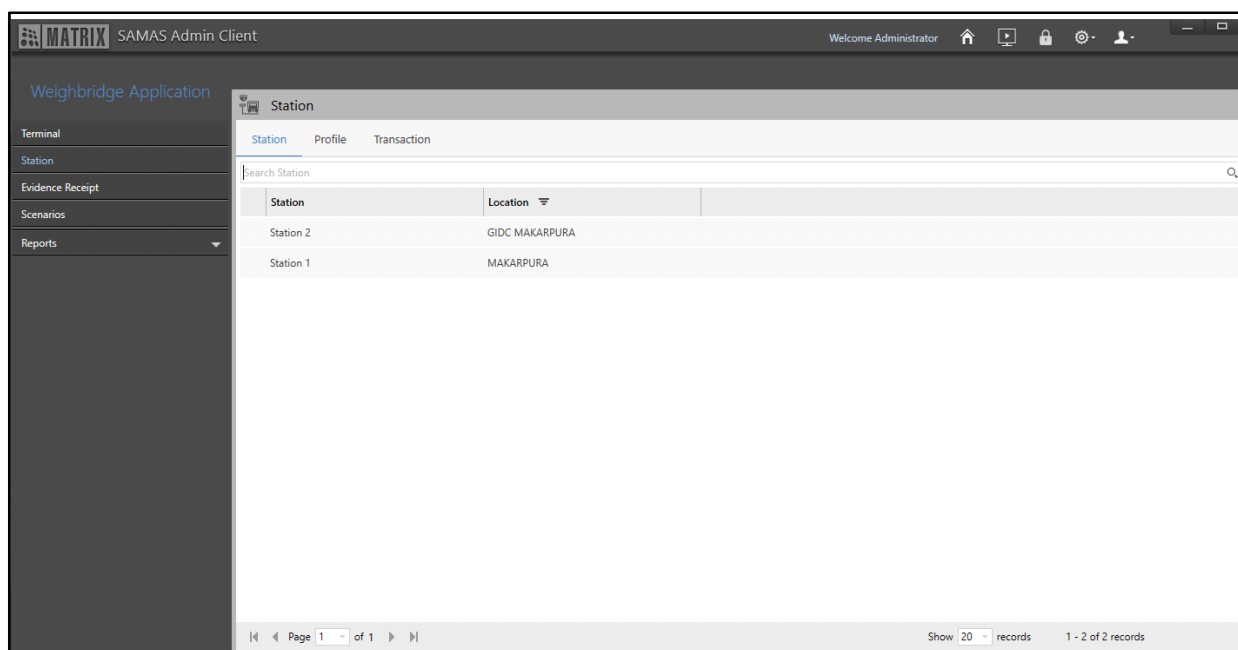 MATRIX SAMAS Admin Client
Welcome Administrator
Weighbridge Application
Terminal
Station
Evidence Receipt
Scenarios
Reports
Station
Station Profile Transaction
Search Station
Station Location
Station 2 GIDC MAKARPURA
Station 1 MAKARPURA
Page 1 of 1 Show 20 records 1 - 2 of 2 records